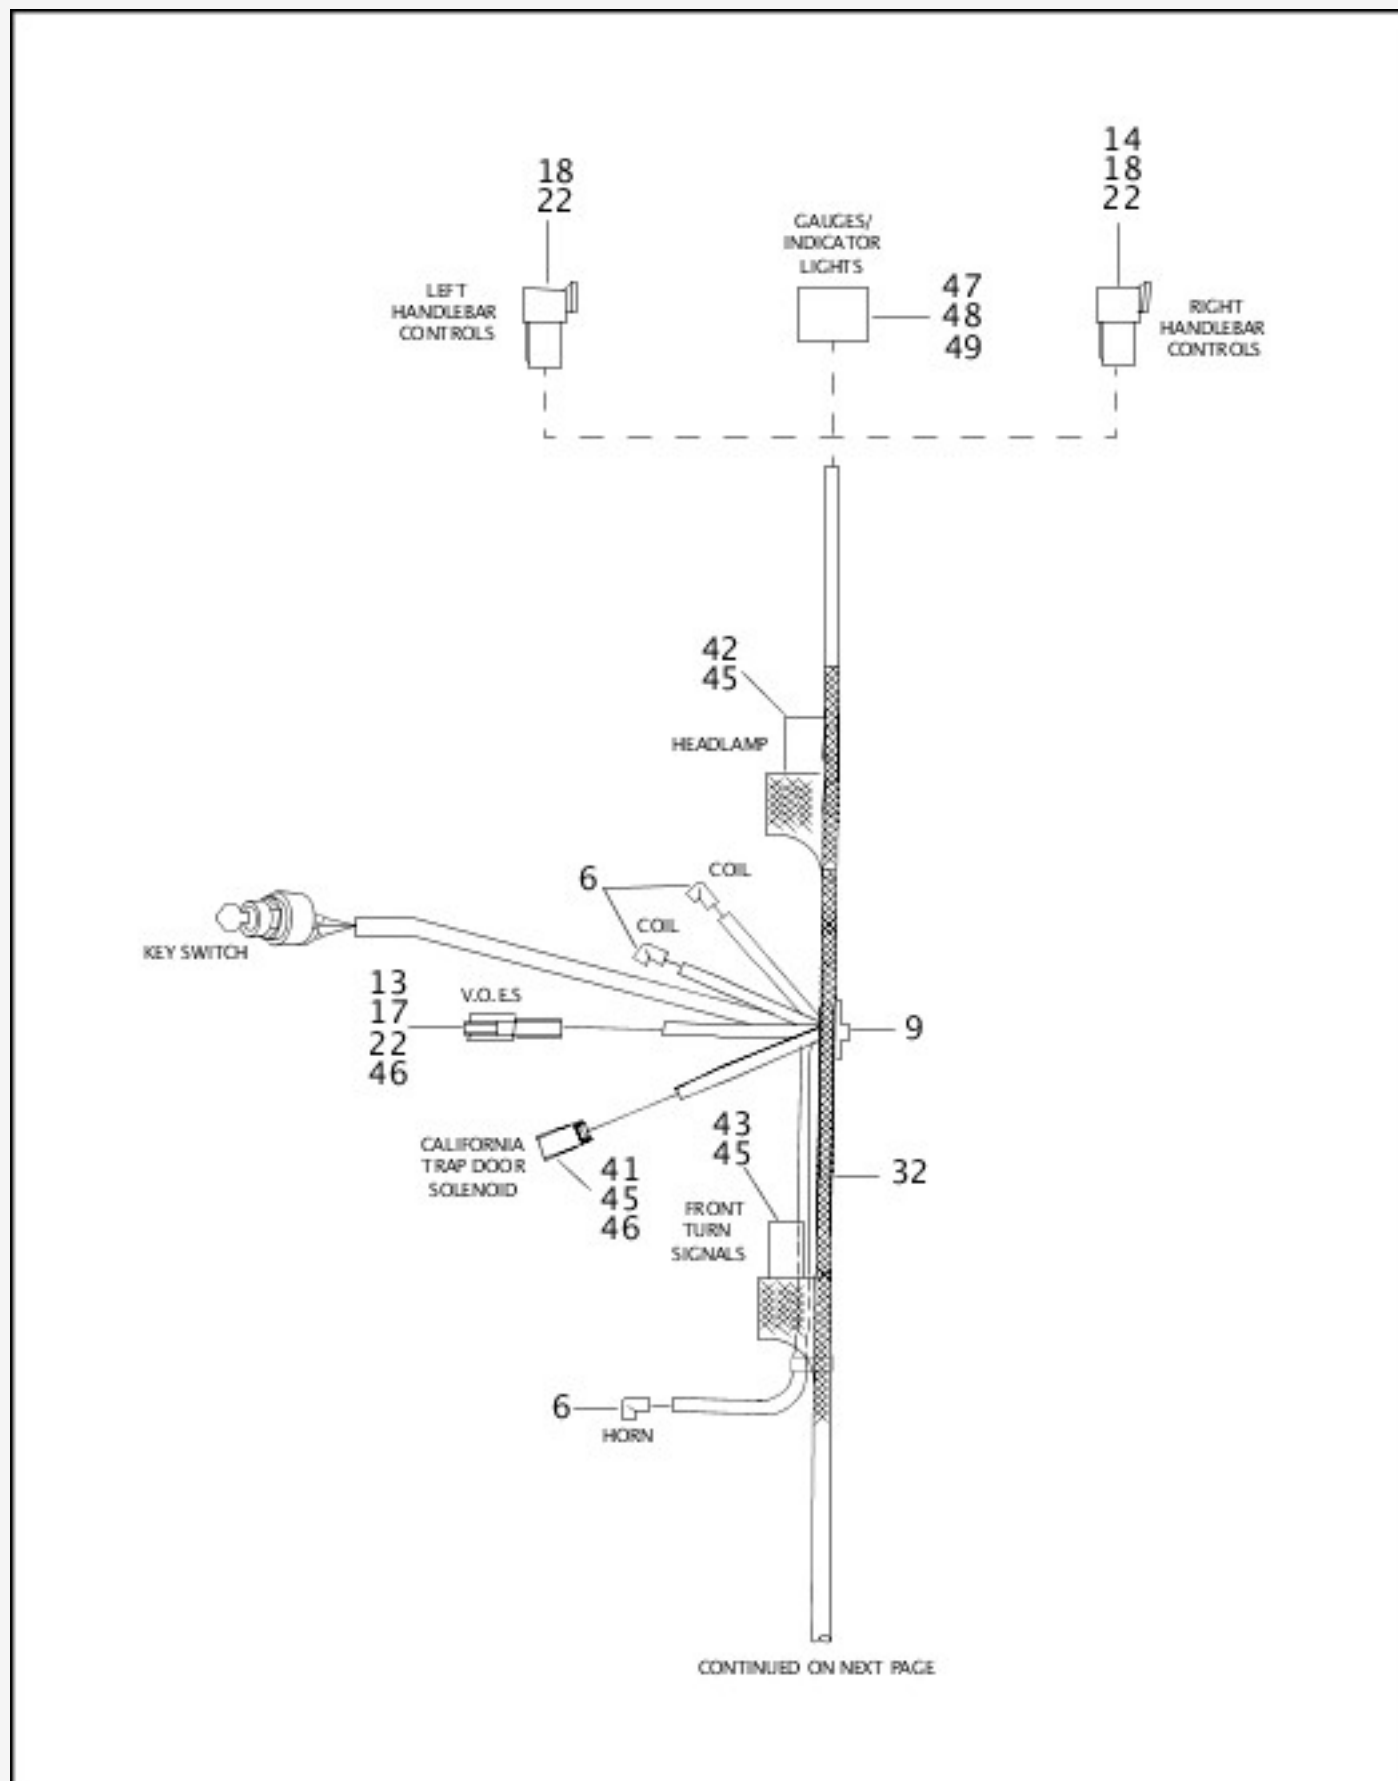 14
18
22
18
22
GAUGES/
INDICATOR
LIGHTS
47
48
49
LEFT
HANDLEBAR
CONTROLS
RIGHT
HANDLEBAR
CONTROLS
42
45
HEADLAMP
6
COIL
COIL
KEY SWITCH
13
17
22
46
V.O.E.S
9
43
45
CALIFORNIA
TRAP DOOR
SOLENOID
41
45
46
32
FRONT
TURN
SIGNALS
6
HORN
CONTINUED ON NEXT PAGE